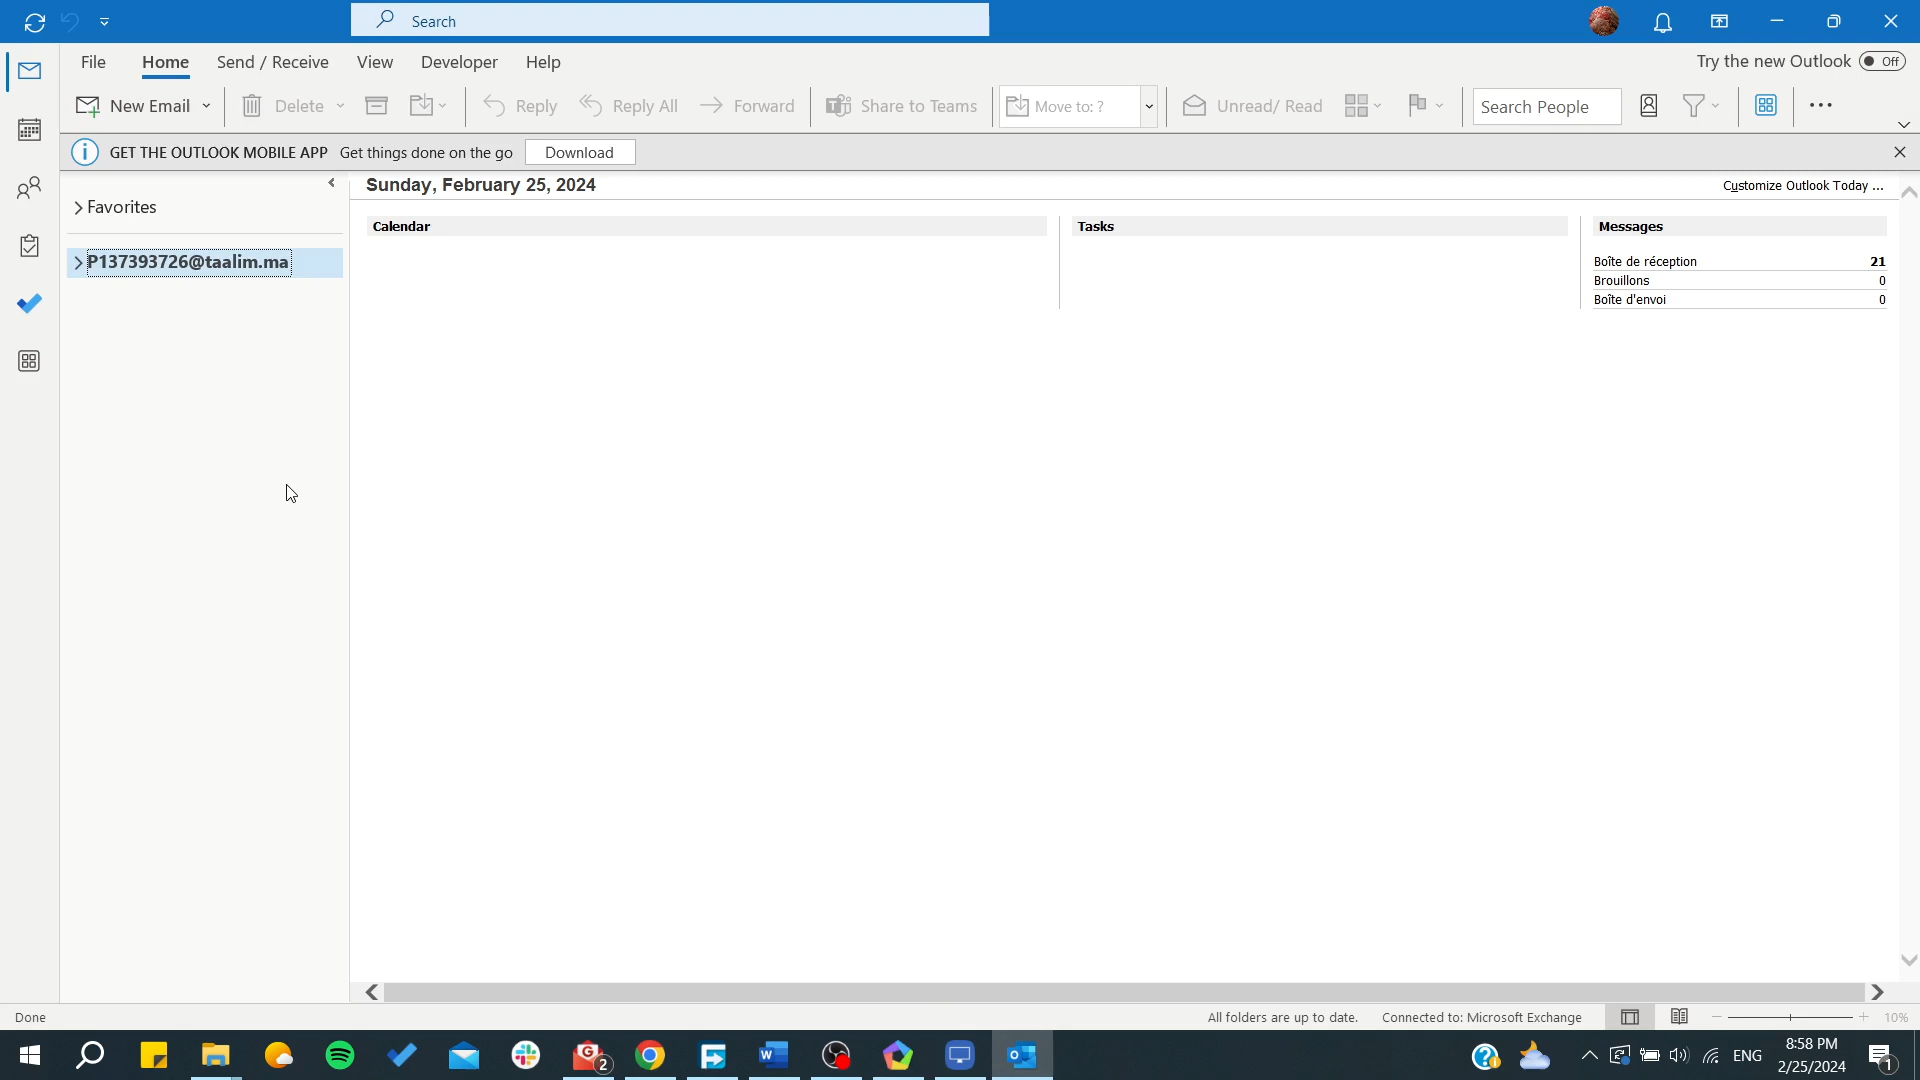 Search
File Home Send / Receive View Developer Help Try the new Outlook Off
New Email Delete Reply Reply All Forward Share to Teams Move to: ? Unread/ Read Search People
GET THE OUTLOOK MOBILE APP Get things done on the go Download
Sunday, February 25, 2024 Customize Outlook Today ...
Favorites
Calendar Tasks Messages
P137393726@taalim.ma
Boîte de réception 21
Brouillons 0
Boîte d'envoi 0
Done All folders are up to date. Connected to: Microsoft Exchange 10%
2 ENG 8:58 PM
2/25/2024 1